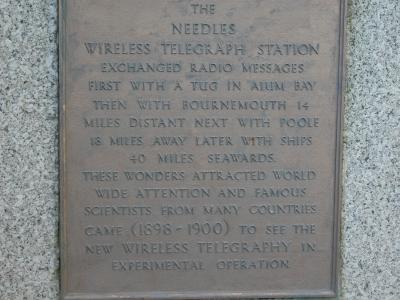 THE
NEEDLES
WIRELESS TELEGRAPH STATION
EXCHANGED RADIO MESSAGES
FIRST WITH A TUG IN ALUM BAY
THEN WITH BOURNEMOUTH 14
MILES DISTANT NEXT WITH POOLE
18 MILES AWAY LATER WITH SHIPS
40 MILES SEAWARDS.
THESE WONDERS ATTRACTED WORLD
WIDE ATTENTION AND FAMOUS
SCIENTISTS FROM MANY COUNTRIES
CAME (1898-1900) TO SEE THE
NEW WIRELESS TELEGRAPHY IN
EXPERIMENTAL OPERATION